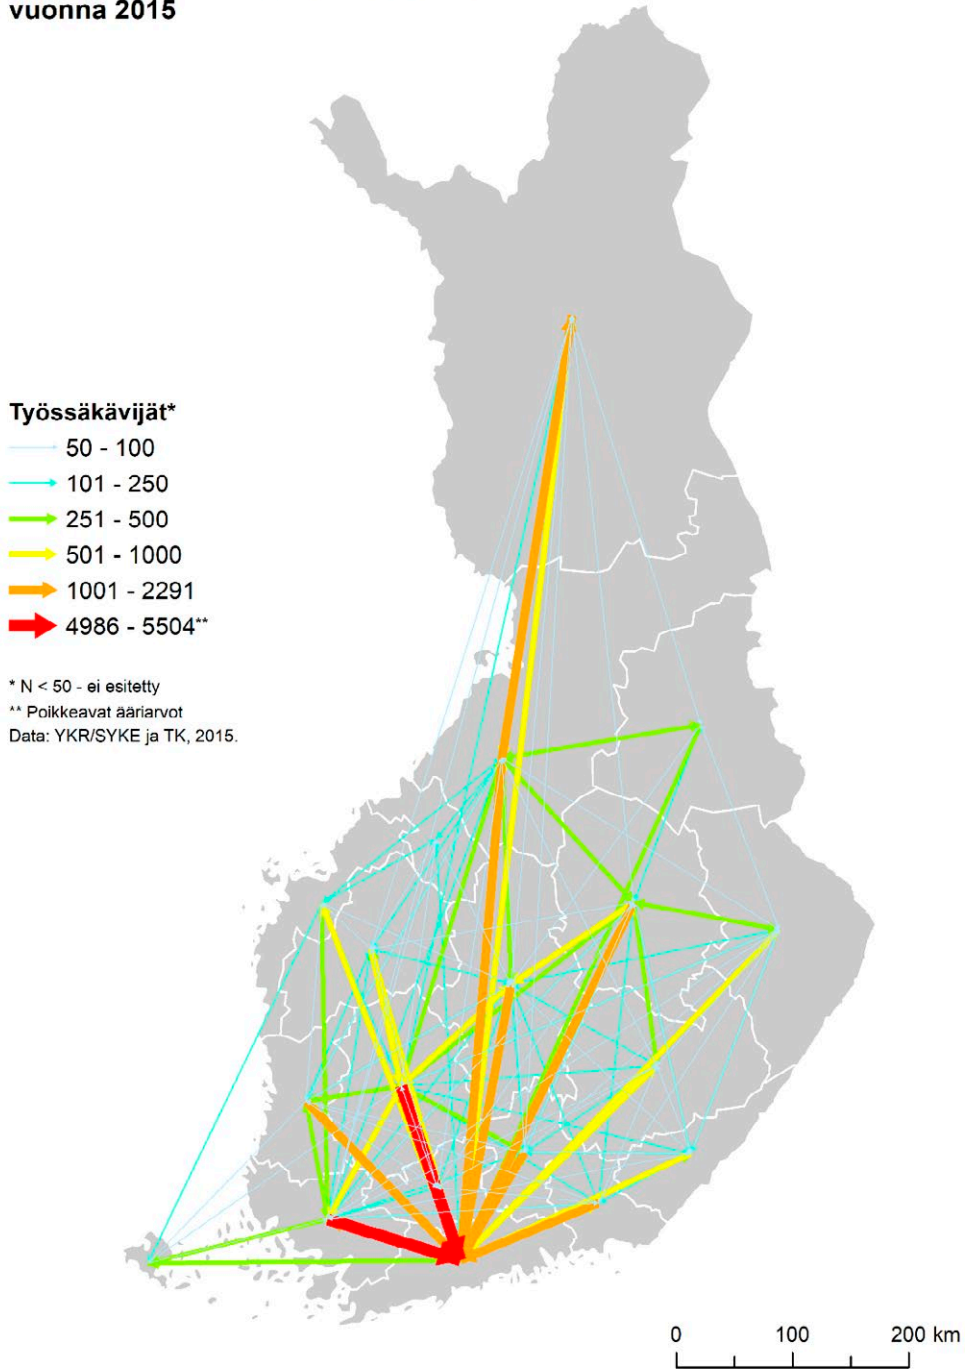 vuonna 2015
Työssäkävijät*
50 - 100
101 - 250
251 - 500
501 - 1000
1001 - 2291
4986 - 5504**
* N < 50 - ei esitetty
** Poikkeavat ääriarvot
Data: YKR/SYKE ja TK, 2015.
0 100 200 km